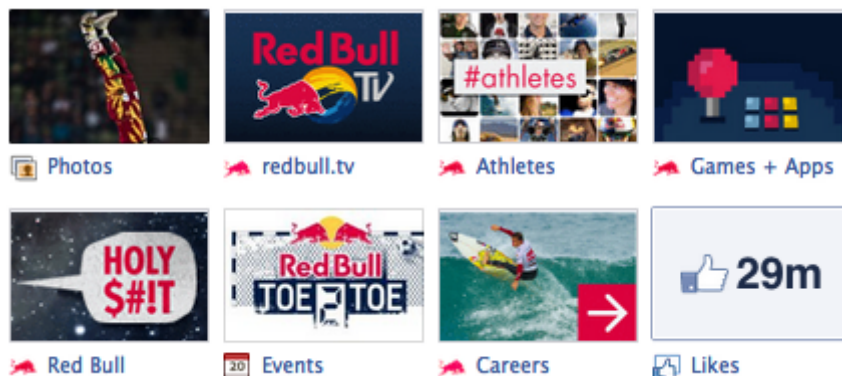 Red Bull
TV
#athletes
Photos
redbull.tv
Athletes
Games + Apps
HOLY
$#!T
Red Bull
TOE 2 TOE
29m
Red Bull
20 Events
Careers
Likes